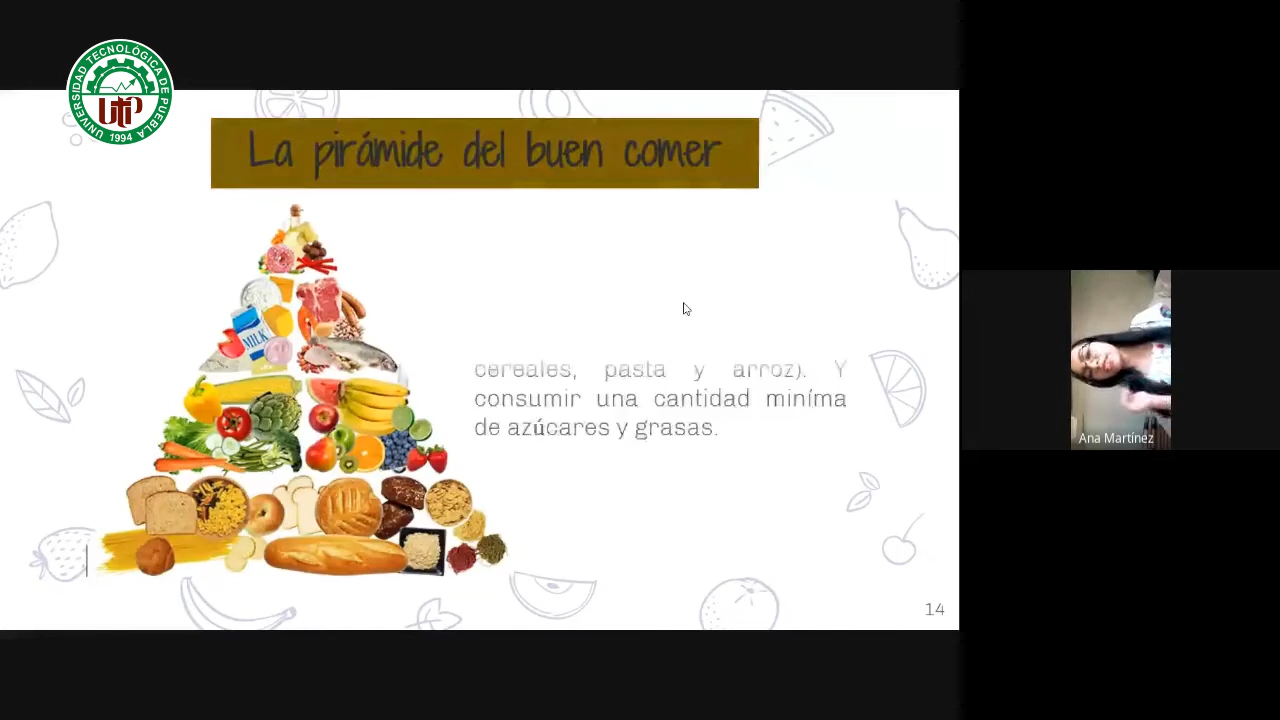 UNIVERSIDAD TECNOLÓGICA DE PUEBLA
UTP
1994
La pirámide del buen comer
MILK
cereales, pasta y arroz). Y
consumir una cantidad miníma
de azúcares y grasas.
Ana Martínez
14